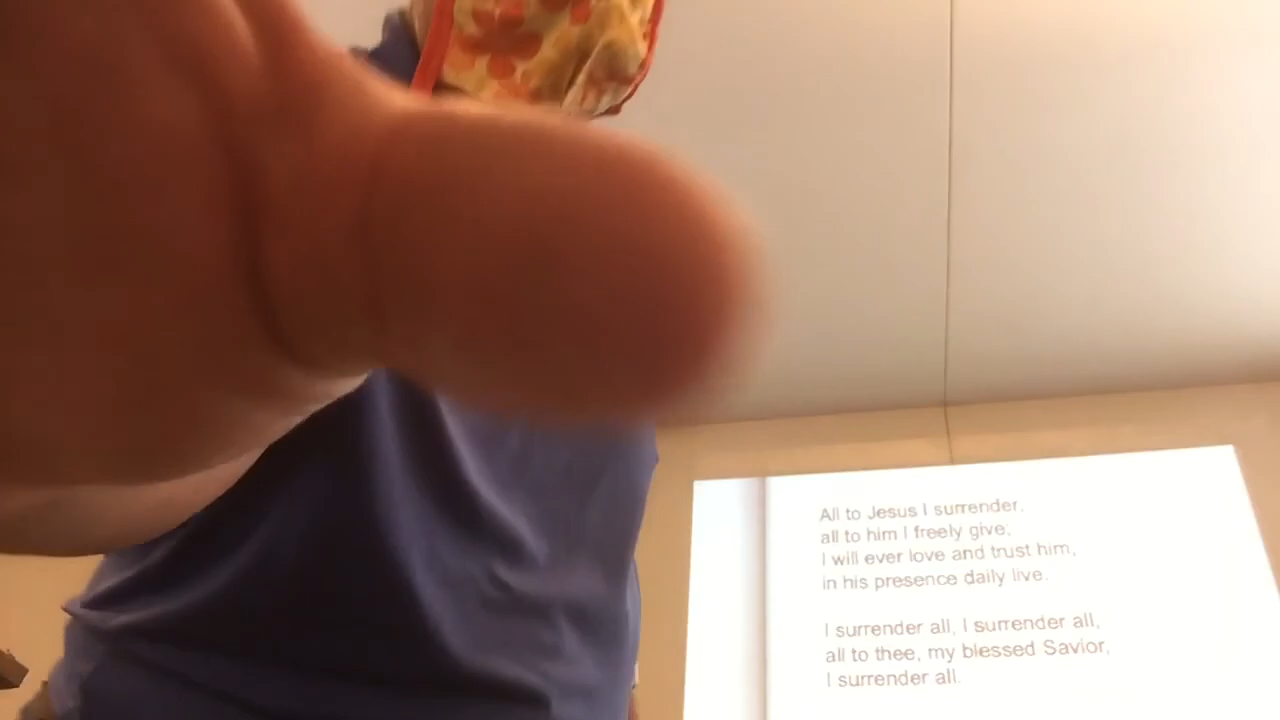 All to Jesus I surrender,
all to him I freely give;
I will ever love and trust him,
in his presence daily live.
I surrender all, I surrender all,
all to thee, my blessed Savior,
I surrender all.